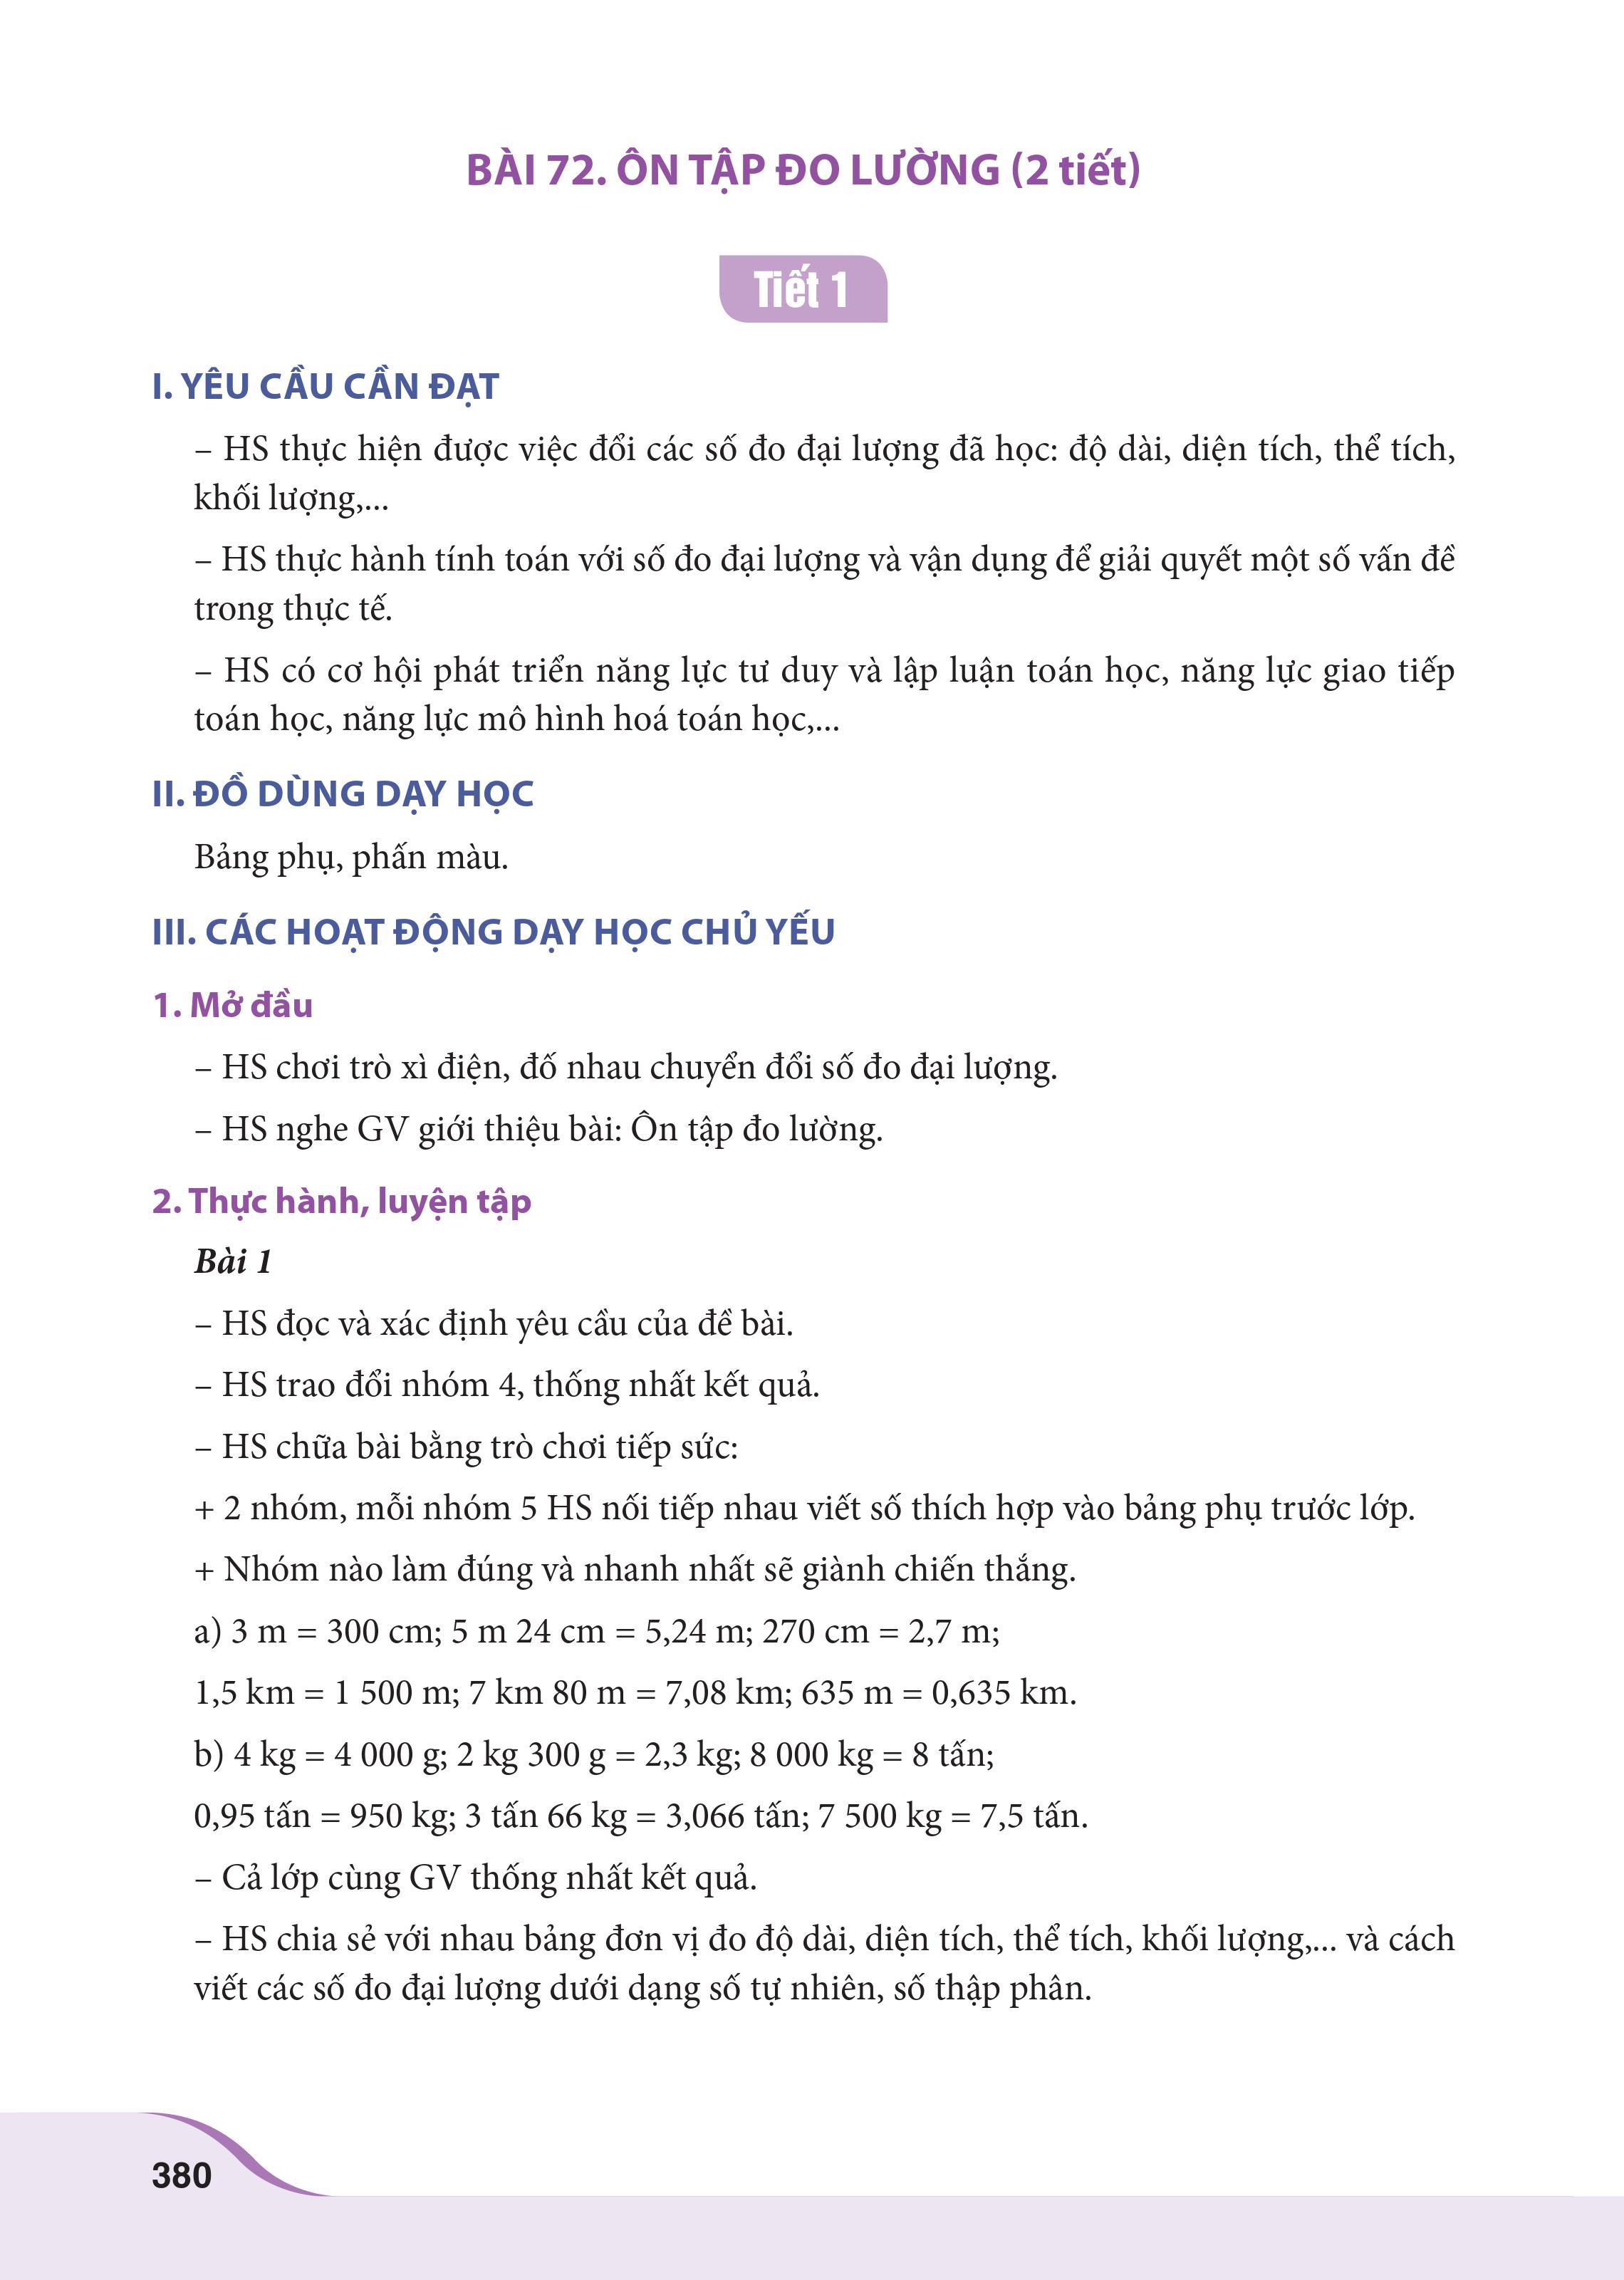 BÀI 72. ÔN TẬP ĐO LƯỜNG (2 tiết)
Tiết 1
I. YÊU CẦU CẦN ĐẠT
– HS thực hiện được việc đổi các số đo đại lượng đã học: độ dài, diện tích, thể tích,
khối lượng,...
– HS thực hành tính toán với số đo đại lượng và vận dụng để giải quyết một số vấn đề
trong thực tế.
– HS có cơ hội phát triển năng lực tư duy và lập luận toán học, năng lực giao tiếp
toán học, năng lực mô hình hoá toán học,...
II. ĐỒ DÙNG DẠY HỌC
Bảng phụ, phấn màu.
III. CÁC HOẠT ĐỘNG DẠY HỌC CHỦ YẾU
1. Mở đầu
– HS chơi trò xì điện, đố nhau chuyển đổi số đo đại lượng.
– HS nghe GV giới thiệu bài: Ôn tập đo lường.
2. Thực hành, luyện tập
Bài 1
– HS đọc và xác định yêu cầu của đề bài.
– HS trao đổi nhóm 4, thống nhất kết quả.
– HS chữa bài bằng trò chơi tiếp sức:
+ 2 nhóm, mỗi nhóm 5 HS nối tiếp nhau viết số thích hợp vào bảng phụ trước lớp.
+ Nhóm nào làm đúng và nhanh nhất sẽ giành chiến thắng.
a) 3 m = 300 cm; 5 m 24 cm = 5,24 m; 270 cm = 2,7 m;
1,5 km = 1 500 m; 7 km 80 m = 7,08 km; 635 m = 0,635 km.
b) 4 kg = 4 000 g; 2 kg 300 g = 2,3 kg; 8 000 kg = 8 tấn;
0,95 tấn = 950 kg; 3 tấn 66 kg = 3,066 tấn; 7 500 kg = 7,5 tấn.
– Cả lớp cùng GV thống nhất kết quả.
– HS chia sẻ với nhau bảng đơn vị đo độ dài, diện tích, thể tích, khối lượng,... và cách
viết các số đo đại lượng dưới dạng số tự nhiên, số thập phân.
380